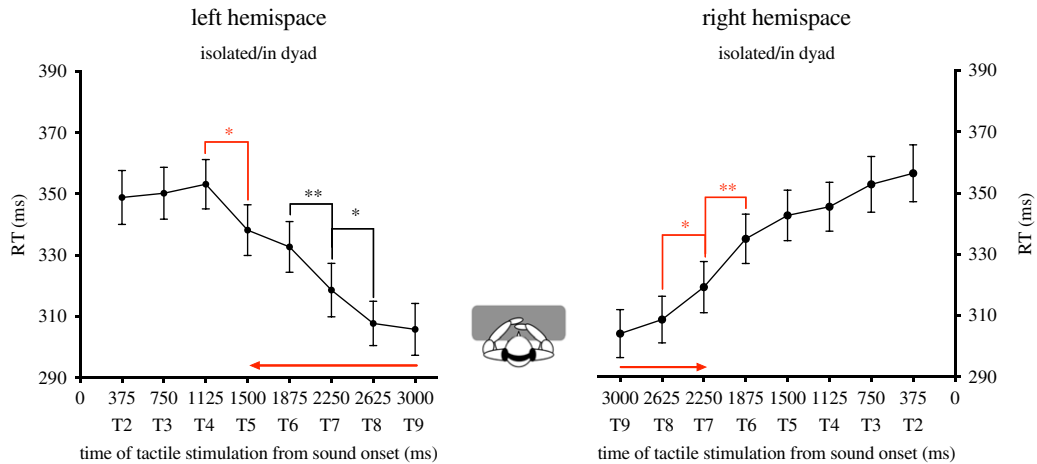 left hemispace
isolated/in dyad
390
370
350
330
310
290
RT (ms)
*
**
*
0 375 750 1125 1500 1875 2250 2625 3000
T2 T3 T4 T5 T6 T7 T8 T9
time of tactile stimulation from sound onset (ms)
right hemispace
isolated/in dyad
*
**
390
370
350
330
310
290
RT (ms)
3000 2625 2250 1875 1500 1125 750 375 0
T9 T8 T7 T6 T5 T4 T3 T2
time of tactile stimulation from sound onset (ms)